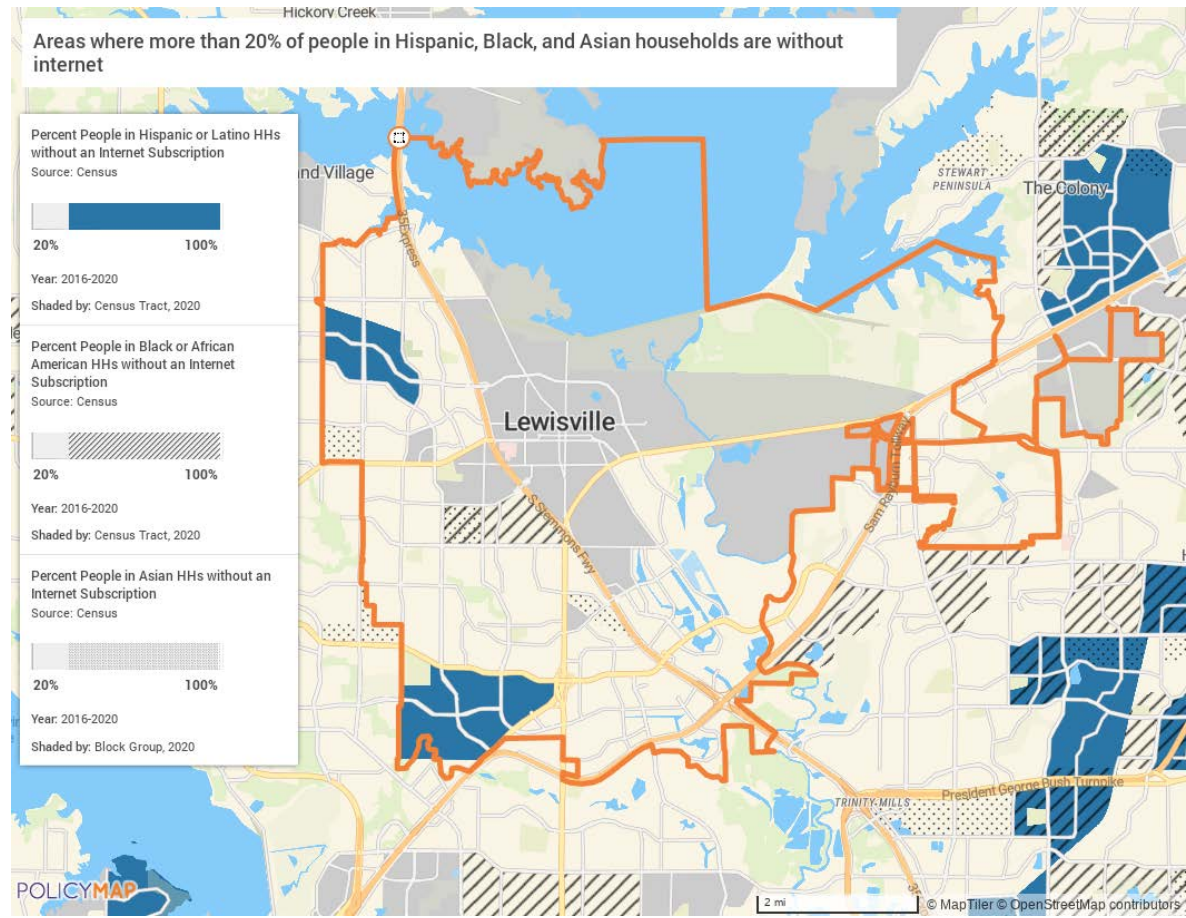 Hickory Creek
Areas where more than 20% of people in Hispanic, Black, and Asian households are without
internet
Percent People in Hispanic or Latino HHs
without an Internet Subscription
Source: Census
20% 100%
Year: 2016-2020
Shaded by: Census Tract, 2020
Percent People in Black or African
American HHs without an Internet
Subscription
Source: Census
20% 100%
Year: 2016-2020
Shaded by: Census Tract, 2020
Percent People in Asian HHs without an
Internet Subscription
Source: Census
20% 100%
Year: 2016-2020
Shaded by: Block Group, 2020
nd Village
35Express
STEWART
PENINSULA
The Colony
Lewisville
S Stemmons Fwy
Sam Rayburn Tollway
President George Bush Turnpike
TRINITY MILLS
35
H
POLICYMAP
2 mi
© MapTiler © OpenStreetMap contributors